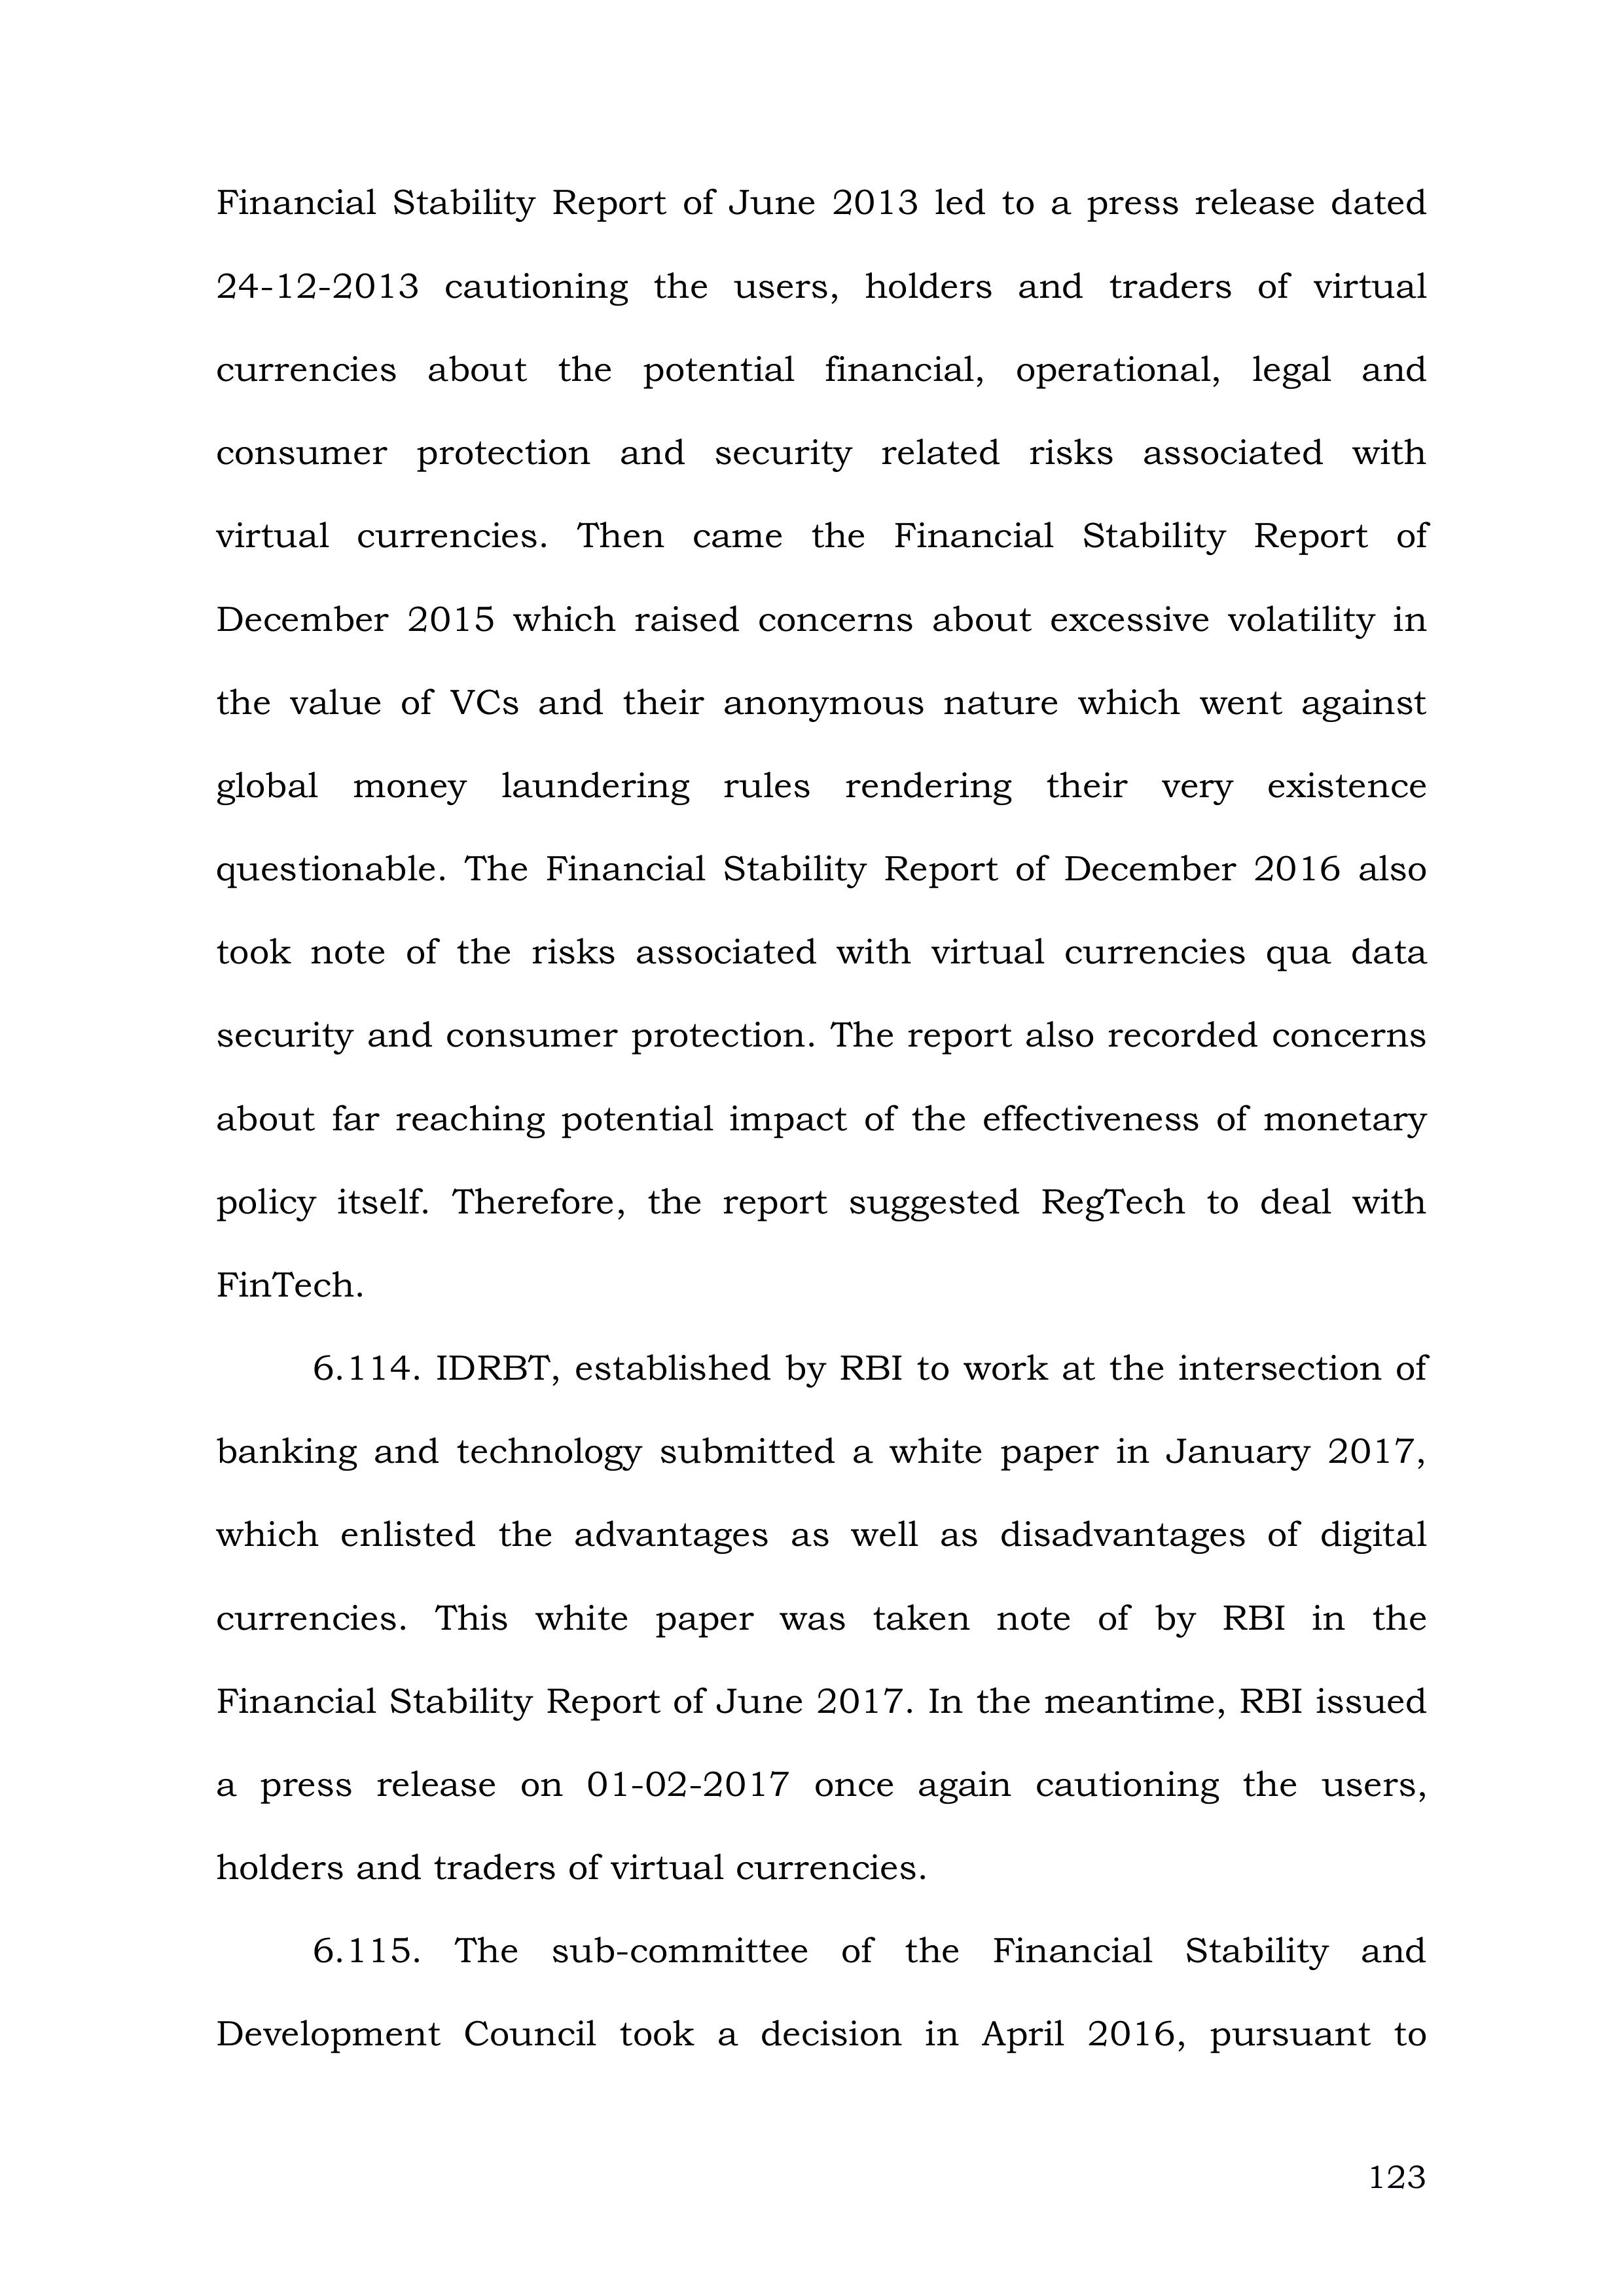 Financial Stability Report of June 2013 led to a press release dated
24-12-2013 cautioning the users, holders and traders of virtual
currencies about the potential financial, operational, legal and
consumer protection and security related risks associated with
virtual currencies. Then came the Financial Stability Report of
December 2015 which raised concerns about excessive volatility in
the value of VCs and their anonymous nature which went against
global money laundering rules rendering their very existence
questionable. The Financial Stability Report of December 2016 also
took note of the risks associated with virtual currencies qua data
security and consumer protection. The report also recorded concerns
about far reaching potential impact of the effectiveness of monetary
policy itself. Therefore, the report suggested RegTech to deal with
FinTech.
6.114. IDRBT, established by RBI to work at the intersection of
banking and technology submitted a white paper in January 2017,
which enlisted the advantages as well as disadvantages of digital
currencies. This white paper was taken note of by RBI in the
Financial Stability Report of June 2017. In the meantime, RBI issued
a press release on 01-02-2017 once again cautioning the users,
holders and traders of virtual currencies.
6.115. The sub-committee of the Financial Stability and
Development Council took a decision in April 2016, pursuant to
123